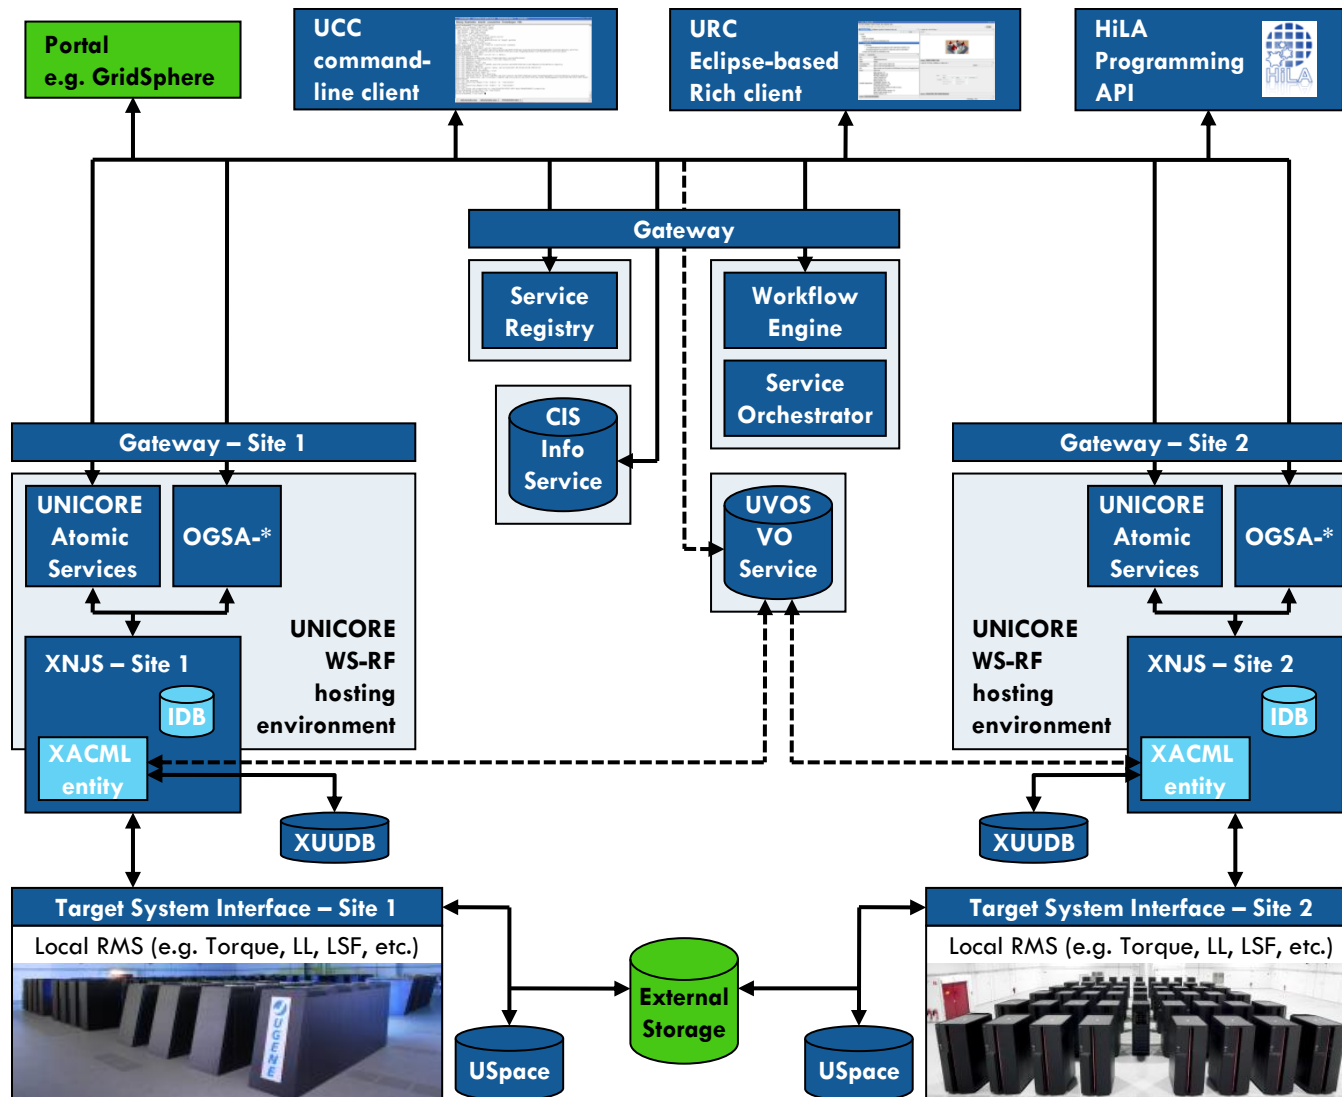 Portal
e.g. GridSphere
UCC
command-
line client
URC
Eclipse-based
Rich client
HiLA
Programming
API
HiLA
Gateway
Service
Registry
Workflow
Engine
Service
Orchestrator
CIS
Info
Service
UVOS
VO
Service
Gateway – Site 1
UNICORE
Atomic
Services
OGSA-*
UNICORE
WS-RF
hosting
environment
XNJS – Site 1
IDB
XACML
entity
XUUDB
Gateway – Site 2
UNICORE
Atomic
Services
OGSA-*
UNICORE
WS-RF
hosting
environment
XNJS – Site 2
IDB
XACML
entity
XUUDB
Target System Interface – Site 1
Local RMS (e.g. Torque, LL, LSF, etc.)
UGENE
USpace
External
Storage
USpace
Target System Interface – Site 2
Local RMS (e.g. Torque, LL, LSF, etc.)